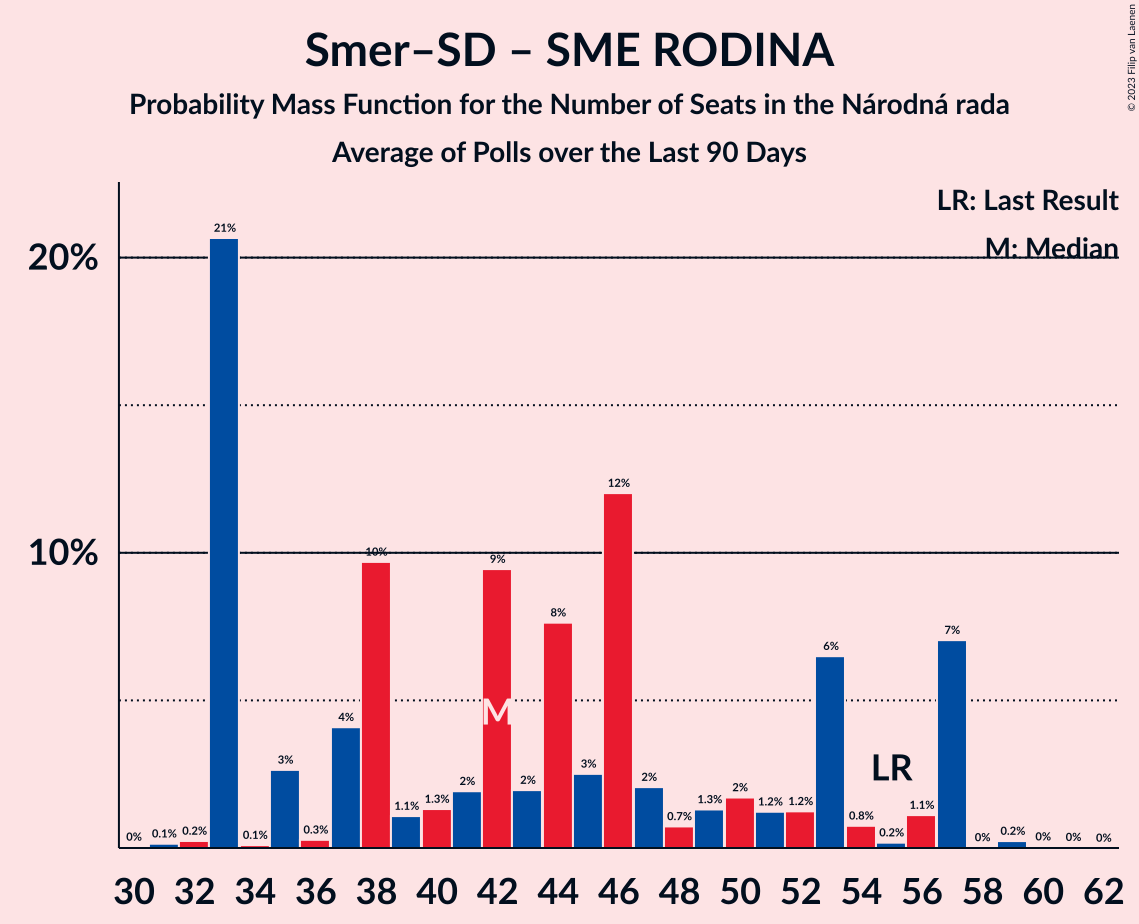 Smer–SD – SME RODINA
Probability Mass Function for the Number of Seats in the Národná rada
Average of Polls over the Last 90 Days
© 2023 Filip van Laenen
LR: Last Result
M: Median
20%
10%
0% 0.1% 0.2% 21% 0.1% 3% 0.3% 4% 10% 1.1% 1.3% 2% 9% 2% 8% 3% 12% 2% 0.7% 1.3% 2% 1.2% 1.2% 6% 0.8% 0.2% 1.1% 7% 0% 0.2% 0% 0% 0%
M
LR
30 32 34 36 38 40 42 44 46 48 50 52 54 56 58 60 62